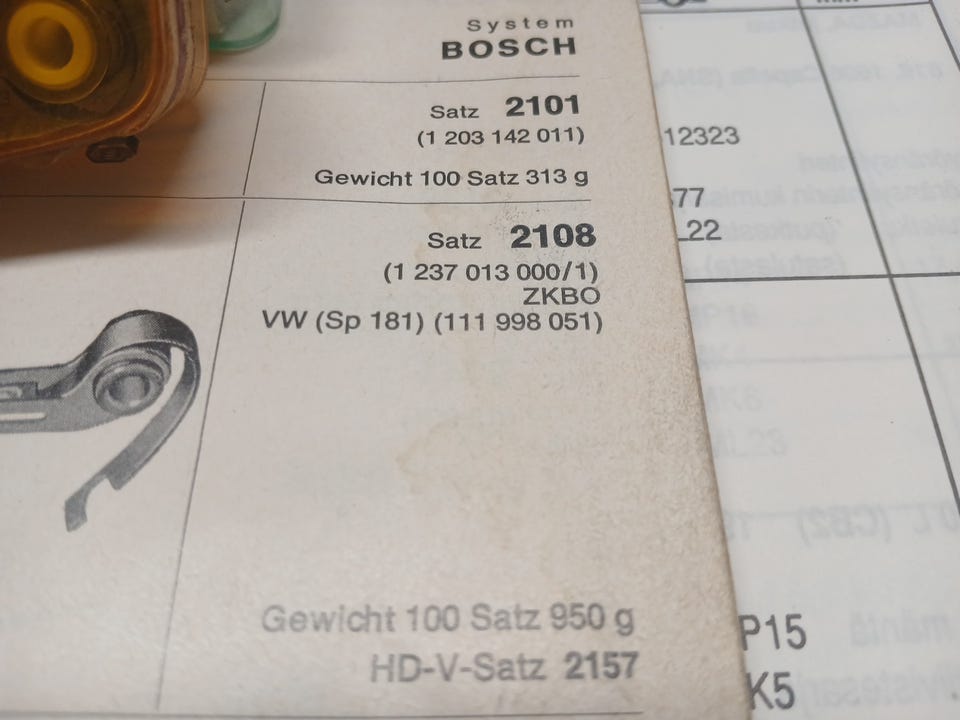 System
BOSCH
Satz 2101
(1 203 142 011)
Gewicht 100 Satz 313 g
Satz 2108
(1 237 013 000/1)
ZKBO
VW (Sp 181) (111 998 051)
Gewicht 100 Satz 950 g
HD-V-Satz 2157
mm
12323
77
22
P15
K5